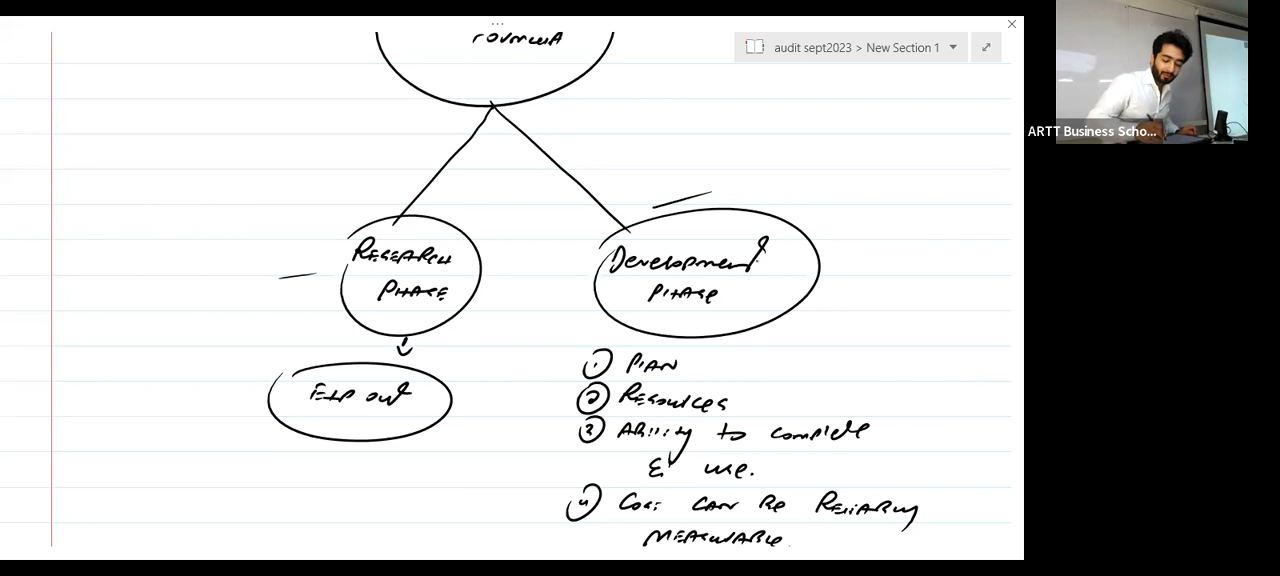 Formula
audit sept2023 > New Section 1
ARTT Business Scho...
Research
Phase
Development
Phase
Exp out
1 Plan
2 Resources
3 Ability to complete
& use.
4 Cost can be reliably
measurable.